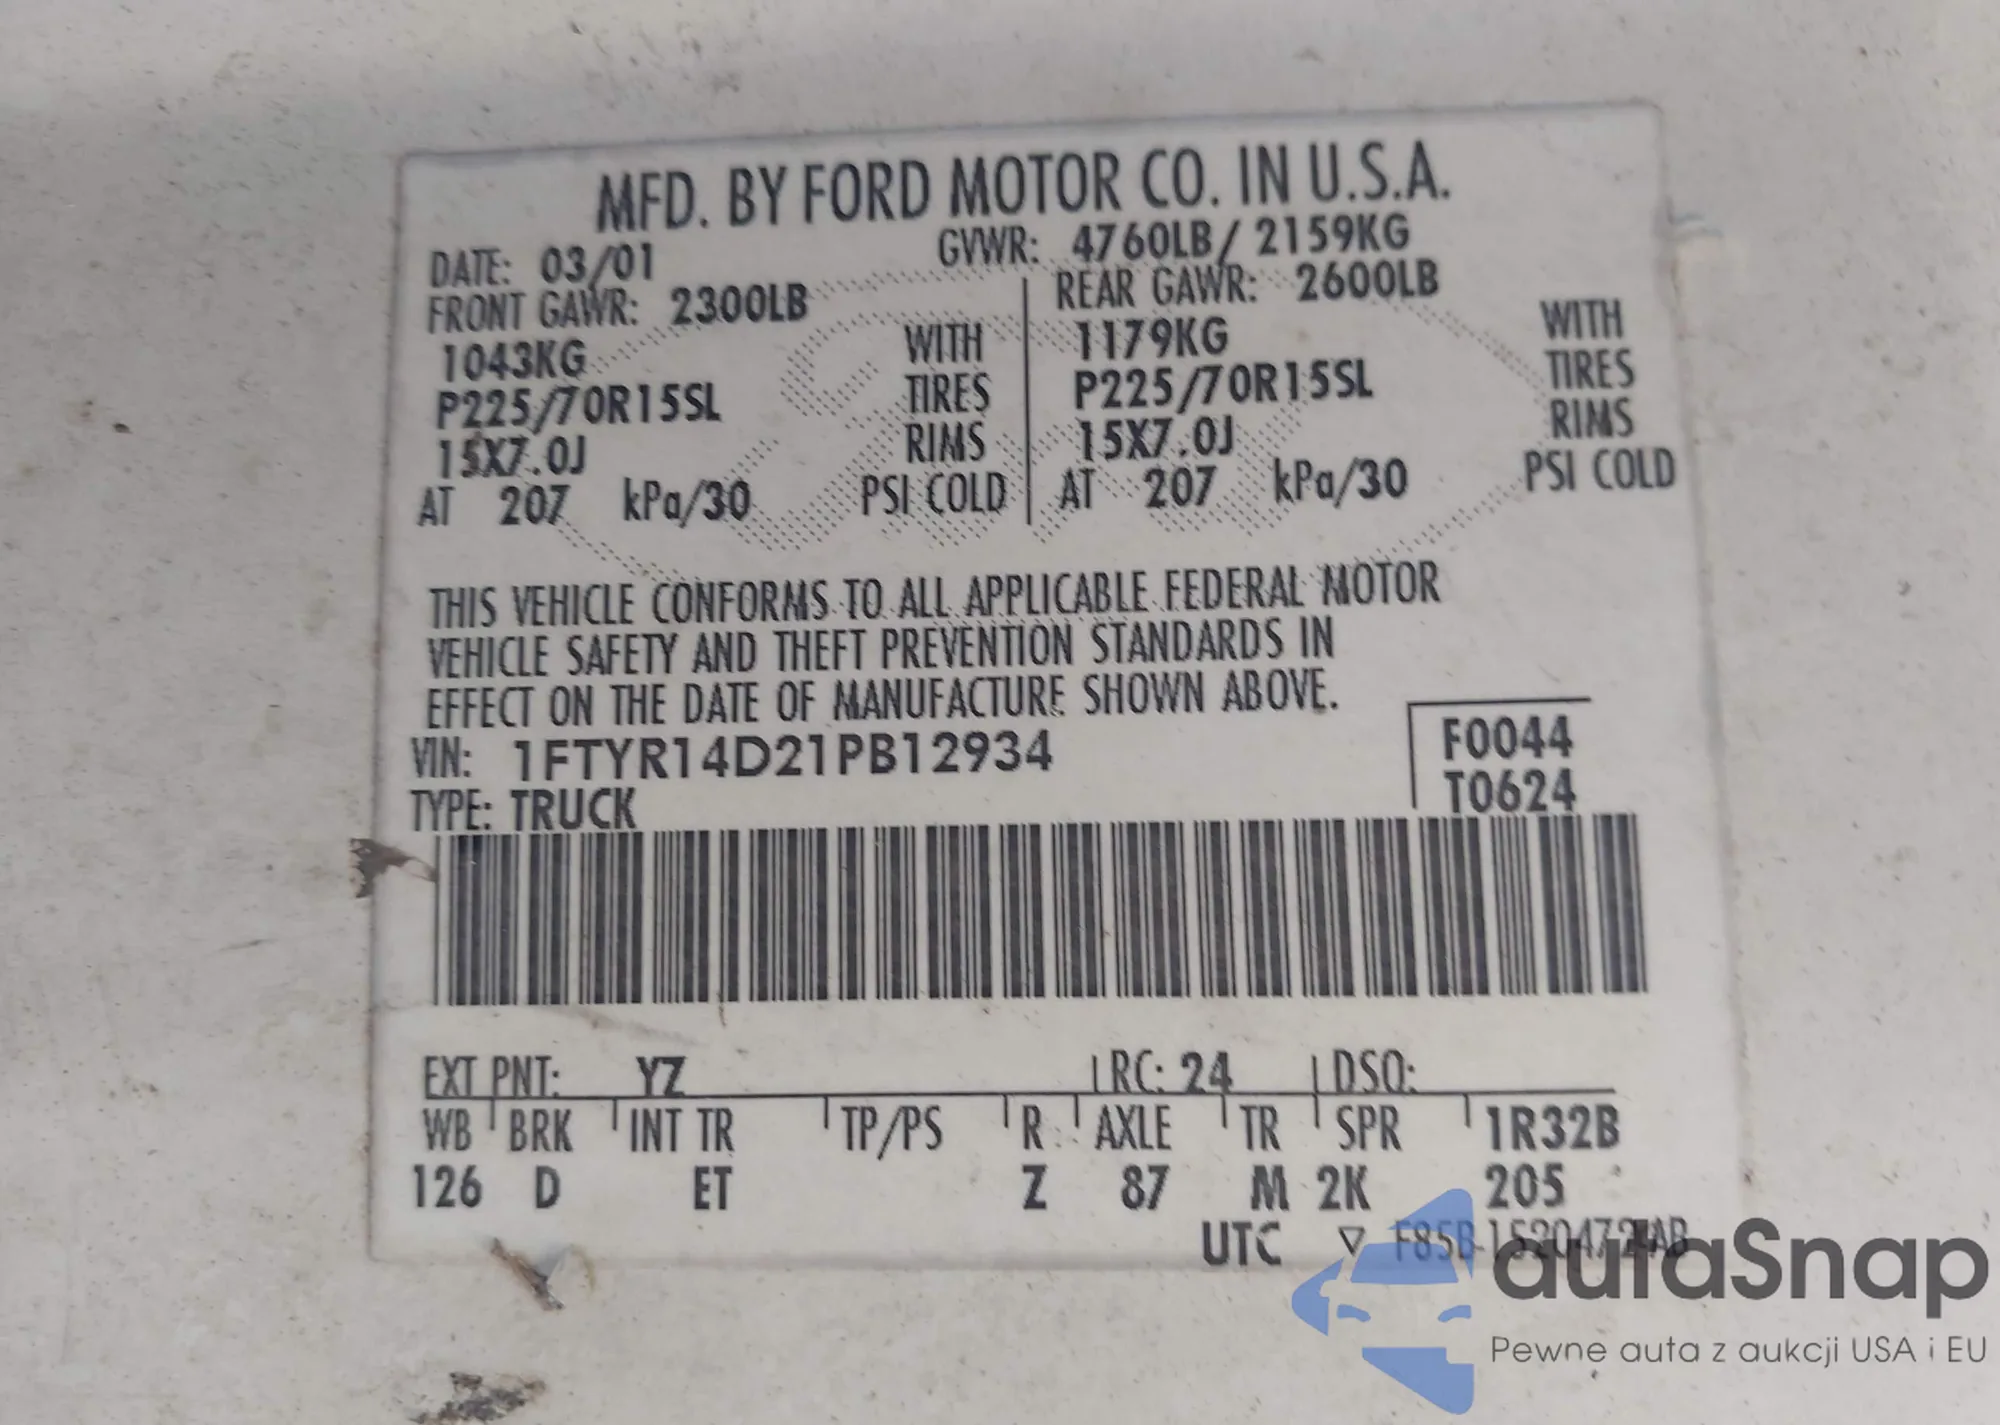 MFD. BY FORD MOTOR CO. IN U.S.A.
DATE: 03/01 GVWR: 4760LB/ 2159KG
FRONT GAWR: 2300LB REAR GAWR: 2600LB
1043KG WITH 1179KG WITH
P225/70R15SL TIRES P225/70R15SL TIRES
15X7.0J RIMS 15X7.0J RIMS
AT 207 kPa/30 PSI COLD AT 207 kPa/30 PSI COLD
THIS VEHICLE CONFORMS TO ALL APPLICABLE FEDERAL MOTOR
VEHICLE SAFETY AND THEFT PREVENTION STANDARDS IN
EFFECT ON THE DATE OF MANUFACTURE SHOWN ABOVE.
VIN: 1FTYR14D21PB12934 F0044
TYPE: TRUCK T0624
EXT PNT: YZ RC: 24 DSO:
WB BRK INT TR TP/PS R AXLE TR SPR 1R32B
126 D ET Z 87 M 2K 205
UTC ▽
autaSnap
Pewne auta z aukcji USA i EU